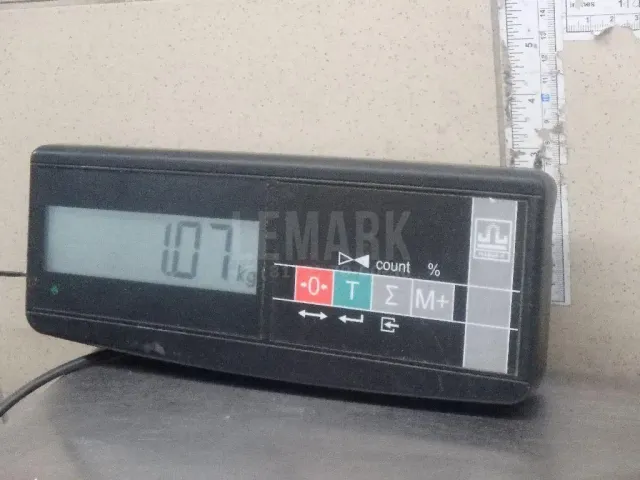 1.07
kg
LEMARK
count %
→0← T Σ M+